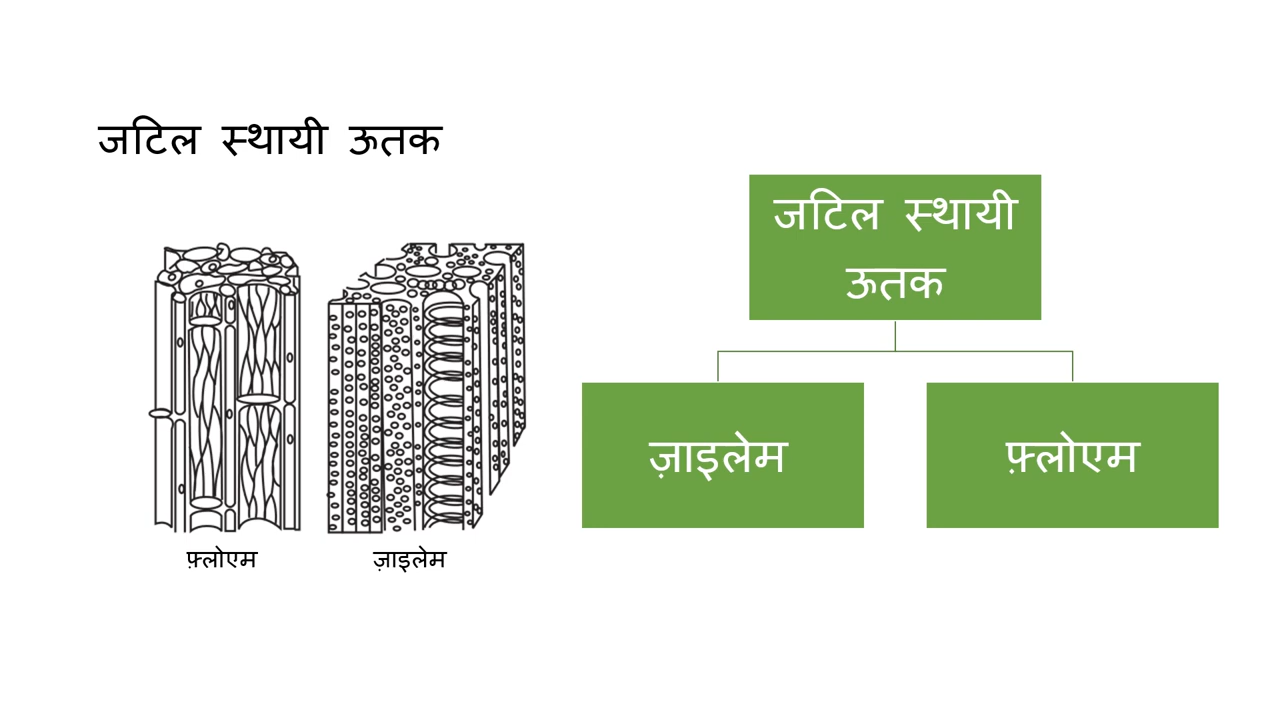 जटिल स्थायी ऊतक
जटिल स्थायी
ऊतक
ज़ाइलेम
फ़्लोएम
फ़्लोएम
ज़ाइलेम